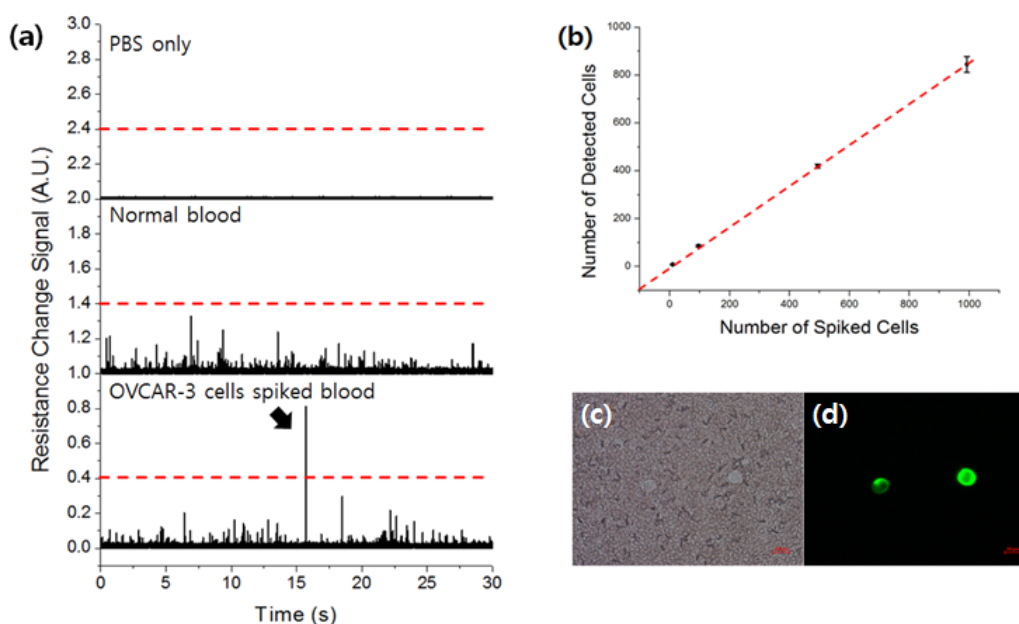 (a)
PBS only
Normal blood
OVCAR-3 cells spiked blood
Resistance Change Signal (A.U.)
3.0
2.8
2.6
2.4
2.2
2.0
1.8
1.6
1.4
1.2
1.0
0.8
0.6
0.4
0.2
0.0
0 5 10 15 20 25 30
Time (s)
(b)
Number of Detected Cells
1000
800
600
400
200
0
0 200 400 600 800 1000
Number of Spiked Cells
(c)
(d)